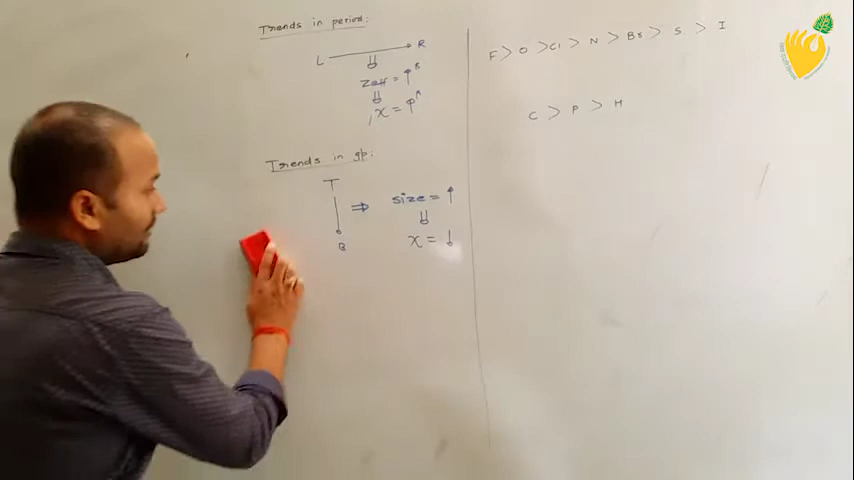 Trends in period:
L → R
Zeff = ↑
χ = ↑
Trends in gp:
T
⇒ size = ↑
χ = ↓
B
F > O > Cl > N > Br > S > I
C > P > H